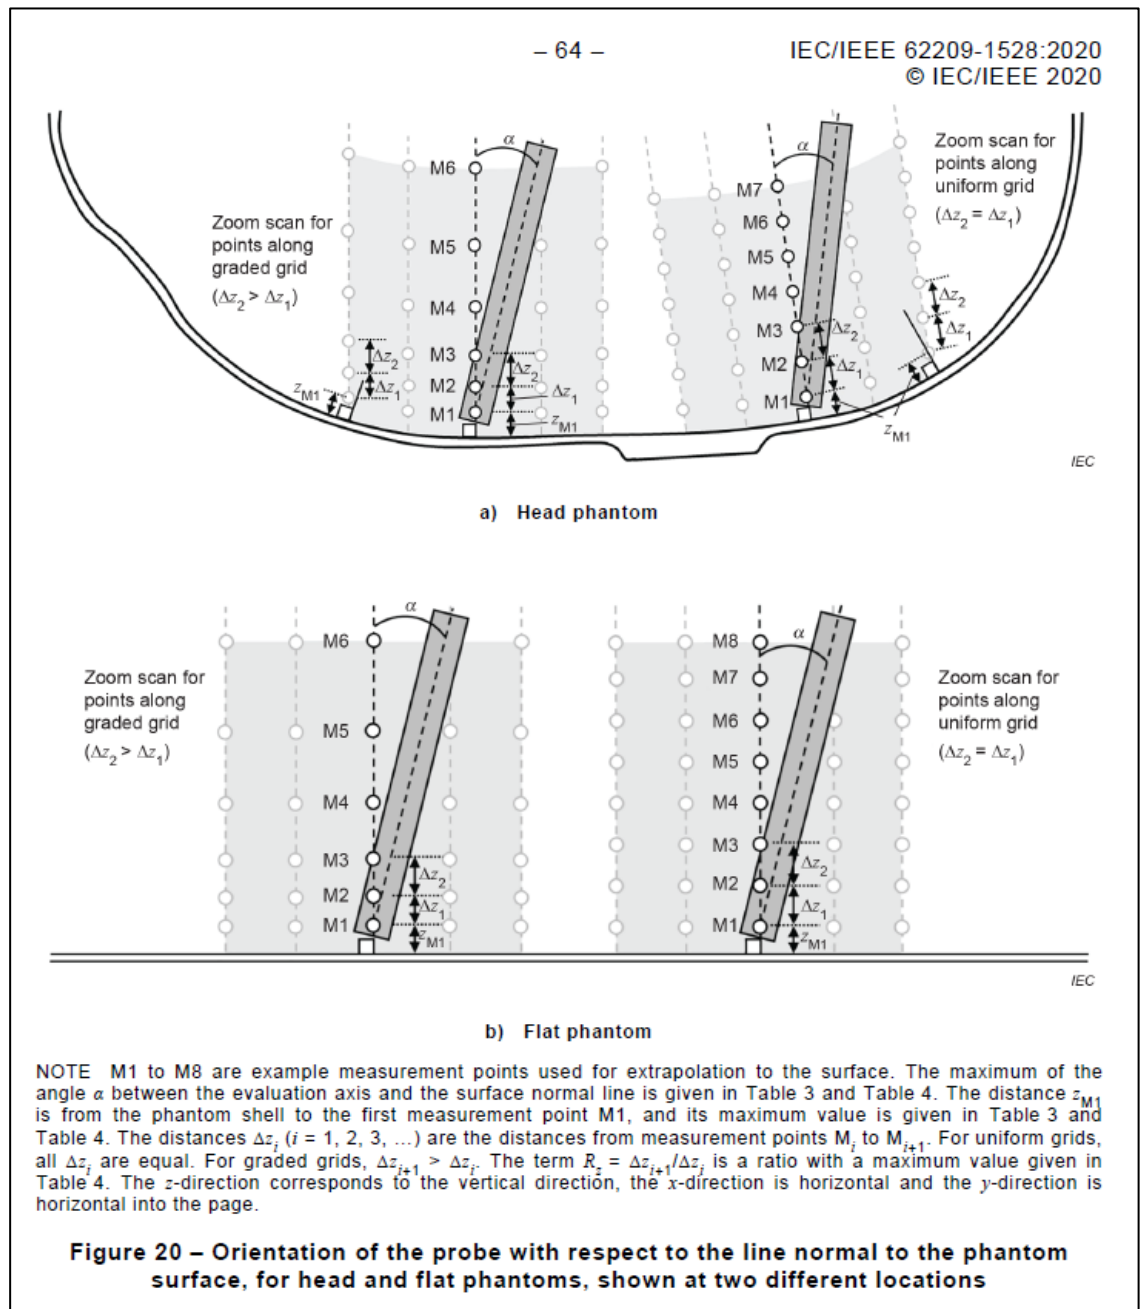 – 64 –
IEC/IEEE 62209-1528:2020
© IEC/IEEE 2020
Zoom scan for
points along
graded grid
(Δz2 > Δz1)
M6
M5
M4
M3
M2
M1
α
Δz2
Δz1
zM1
Δz2
Δz1
zM1
Zoom scan for
points along
uniform grid
(Δz2 = Δz1)
M7
M6
M5
M4
M3
M2
M1
α
Δz2
Δz1
Δz2
Δz1
zM1
IEC
a) Head phantom
Zoom scan for
points along
graded grid
(Δz2 > Δz1)
M6
M5
M4
M3
M2
M1
α
Δz2
Δz1
zM1
M8
M7
M6
M5
M4
M3
M2
M1
α
Δz2
Δz1
zM1
Zoom scan for
points along
uniform grid
(Δz2 = Δz1)
IEC
b) Flat phantom
NOTE M1 to M8 are example measurement points used for extrapolation to the surface. The maximum of the
angle α between the evaluation axis and the surface normal line is given in Table 3 and Table 4. The distance zM1
is from the phantom shell to the first measurement point M1, and its maximum value is given in Table 3 and
Table 4. The distances Δzi (i = 1, 2, 3, ...) are the distances from measurement points Mi to Mi+1. For uniform grids,
all Δzi are equal. For graded grids, Δzi+1 > Δzi. The term Rz = Δzi+1/Δzi is a ratio with a maximum value given in
Table 4. The z-direction corresponds to the vertical direction, the x-direction is horizontal and the y-direction is
horizontal into the page.
Figure 20 – Orientation of the probe with respect to the line normal to the phantom
surface, for head and flat phantoms, shown at two different locations